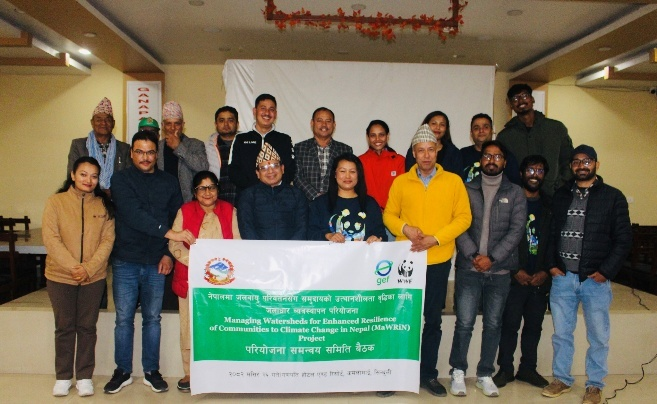 GANAP
gef
WWF
नेपालमा जलवायु परिवर्तनसंग समुदायको उत्थानशीलता वृद्धिको लागि
जलाधार व्यवस्थापन परियोजना
Managing Watersheds for Enhanced Resilience
of Communities to Climate Change in Nepal (MaWRiN)
Project
परियोजना समन्वय समिति बैठक